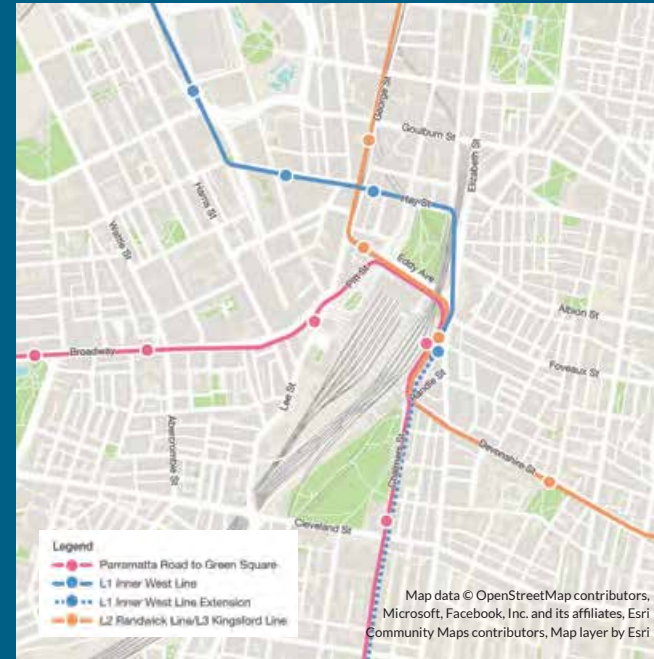 George St
Goulburn St
Elizabeth St
Harris St
Hay St
Wattle St
Eddy Ave
Pitt St
Albion St
Broadway
Foveaux St
Randle St
Lee St
Abercrombie St
Chalmers St
Devonshire St
Cleveland St
Legend
Parramatta Road to Green Square
L1 Inner West Line
L1 Inner West Line Extension
L2 Randwick Line/L3 Kingsford Line
Map data © OpenStreetMap contributors,
Microsoft, Facebook, Inc. and its affiliates, Esri
Community Maps contributors, Map layer by Esri